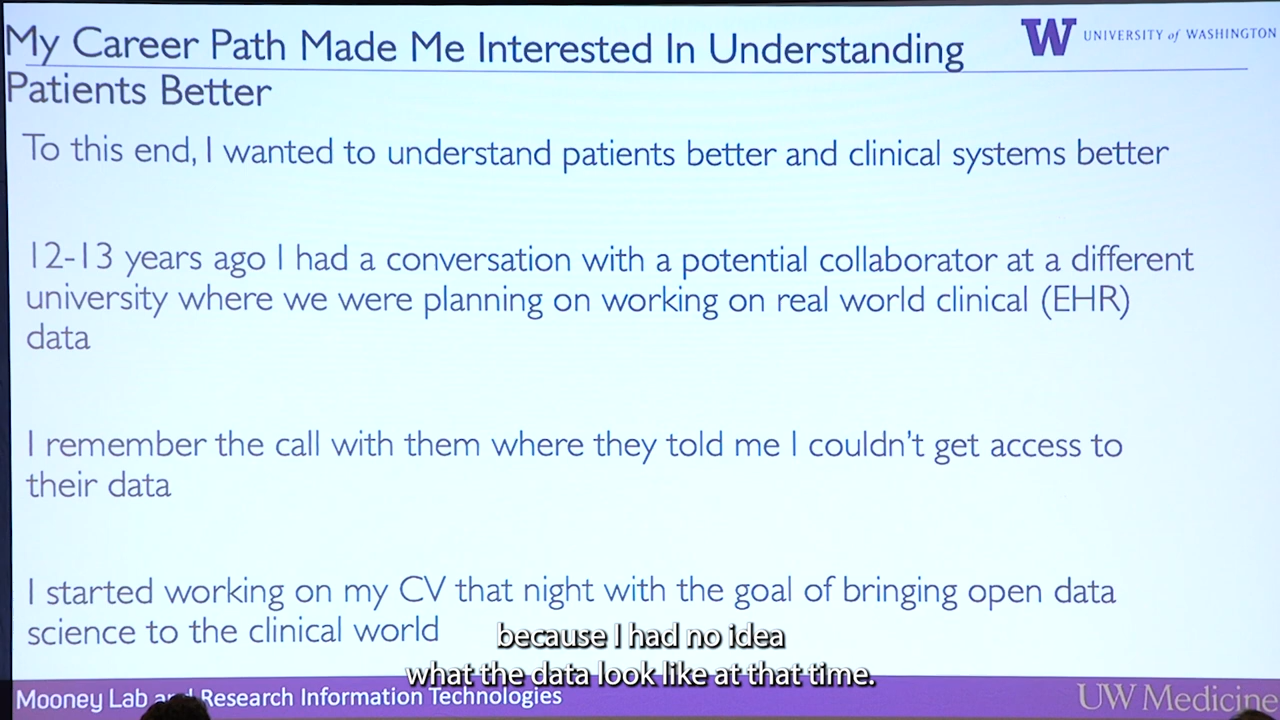 My Career Path Made Me Interested In Understanding
Patients Better
W UNIVERSITY of WASHINGTON
To this end, I wanted to understand patients better and clinical systems better
12-13 years ago I had a conversation with a potential collaborator at a different
university where we were planning on working on real world clinical (EHR)
data
I remember the call with them where they told me I couldn't get access to
their data
I started working on my CV that night with the goal of bringing open data
science to the clinical world
because I had no idea
what the data look like at that time.
Mooney Lab and Research Information Technologies
UW Medicine